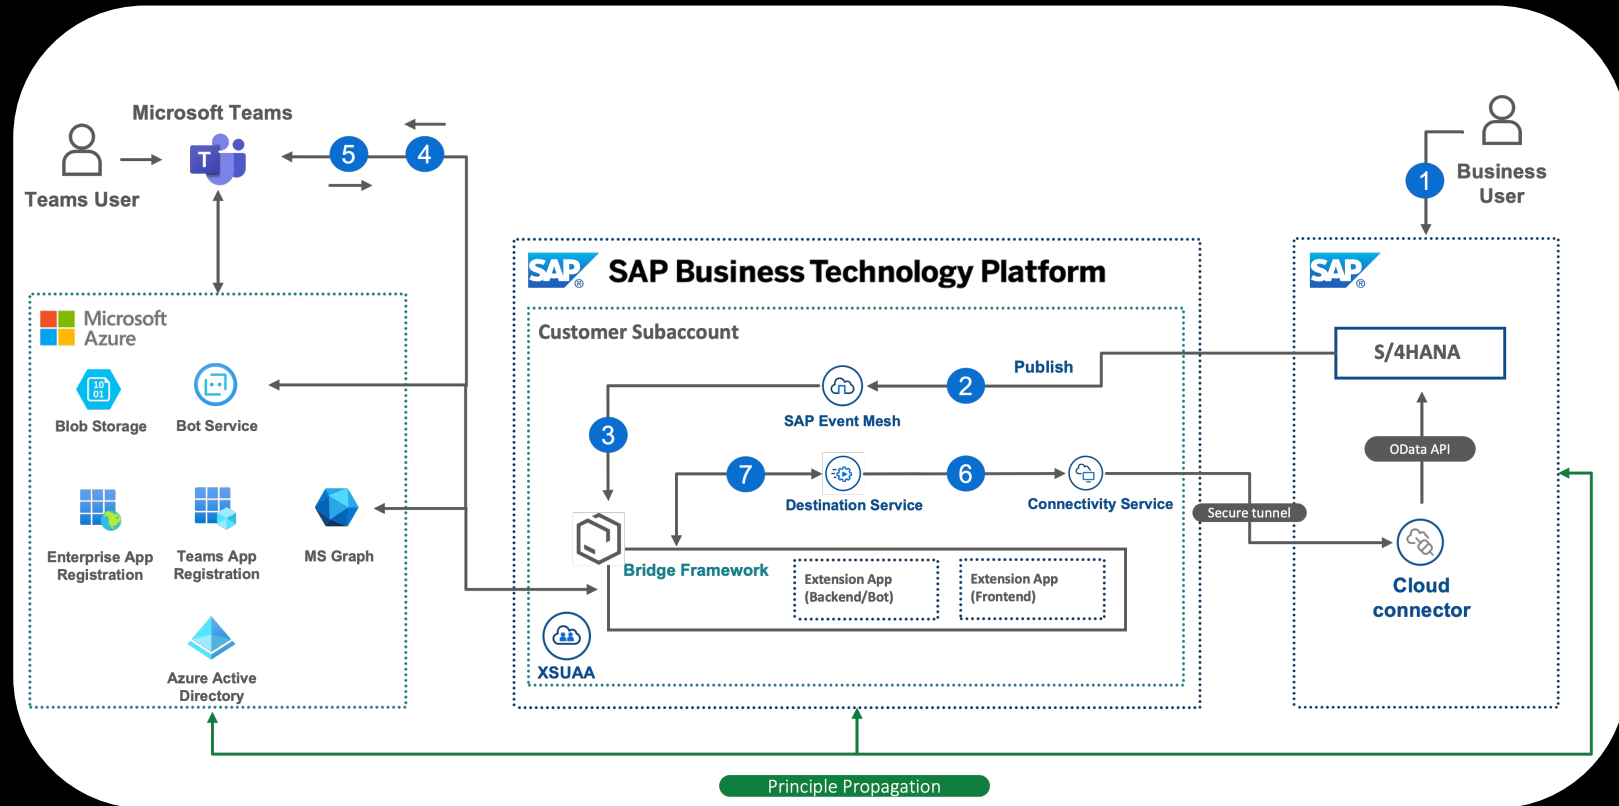 Microsoft Teams
T
Teams User
5
4
1
Business
User
SAP®
SAP Business Technology Platform
SAP®
Microsoft
Azure
Customer Subaccount
S/4HANA
Publish
2
10
01
Blob Storage
Bot Service
SAP Event Mesh
3
OData API
7
6
Destination Service
Connectivity Service
Secure tunnel
Enterprise App
Registration
Teams App
Registration
MS Graph
Bridge Framework
Extension App
(Backend/Bot)
Extension App
(Frontend)
Cloud
connector
XSUAA
Azure Active
Directory
Principle Propagation